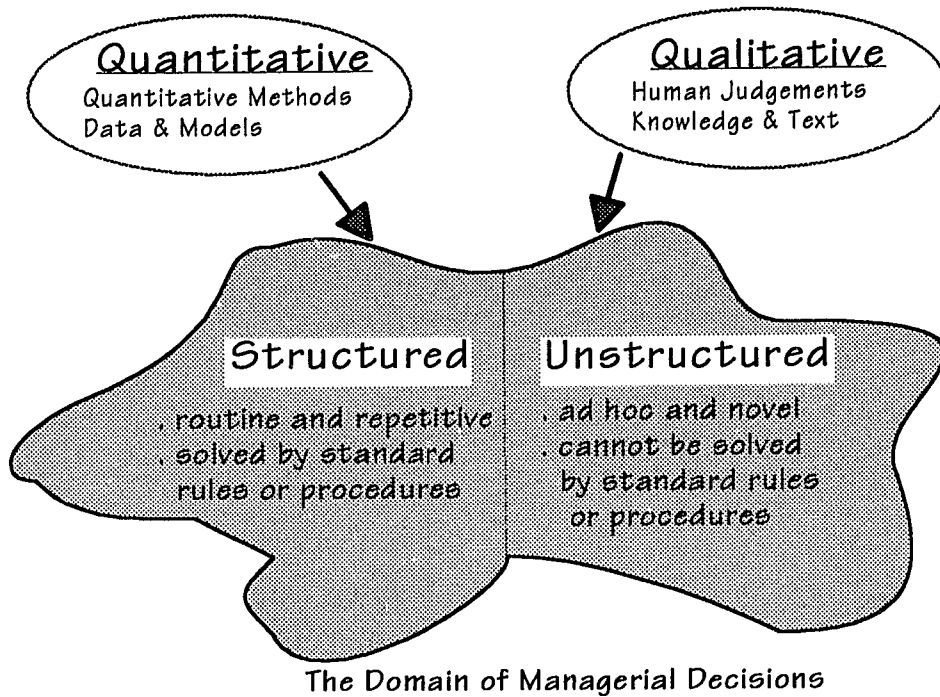 Quantitative
Quantitative Methods
Data & Models
Qualitative
Human Judgements
Knowledge & Text
Structured
. routine and repetitive
. solved by standard
rules or procedures
Unstructured
. ad hoc and novel
. cannot be solved
by standard rules
or procedures
The Domain of Managerial Decisions